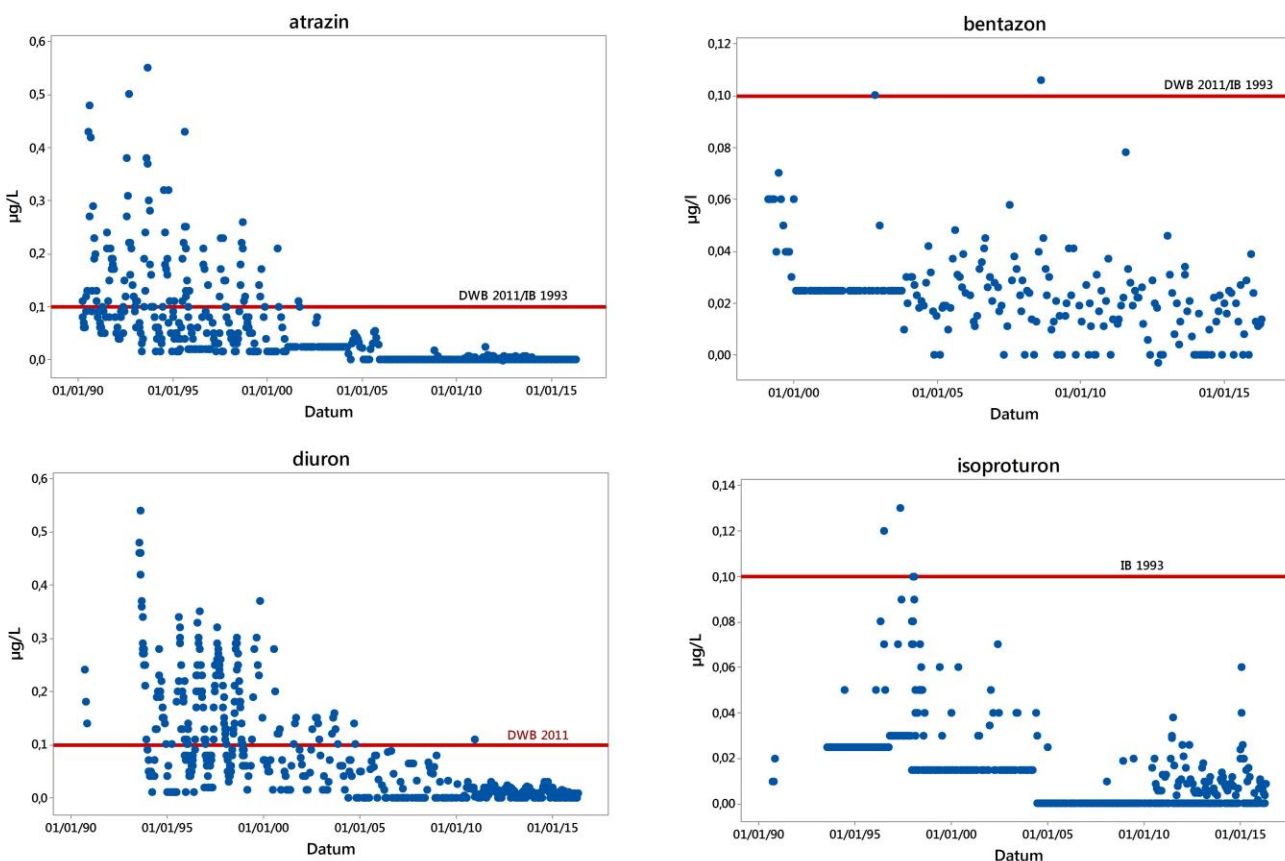 atrazin
0,6
0,5
0,4
0,3
0,2
0,1
0,0
µg/L
DWB 2011/IB 1993
01/01/90 01/01/95 01/01/00 01/01/05 01/01/10 01/01/15
Datum
bentazon
0,12
0,10
0,08
0,06
0,04
0,02
0,00
µg/l
DWB 2011/IB 1993
01/01/00 01/01/05 01/01/10 01/01/15
Datum
diuron
0,6
0,5
0,4
0,3
0,2
0,1
0,0
µg/L
DWB 2011
01/01/90 01/01/95 01/01/00 01/01/05 01/01/10 01/01/15
Datum
isoproturon
0,14
0,12
0,10
0,08
0,06
0,04
0,02
0,00
µg/L
IB 1993
01/01/90 01/01/95 01/01/00 01/01/05 01/01/10 01/01/15
Datum